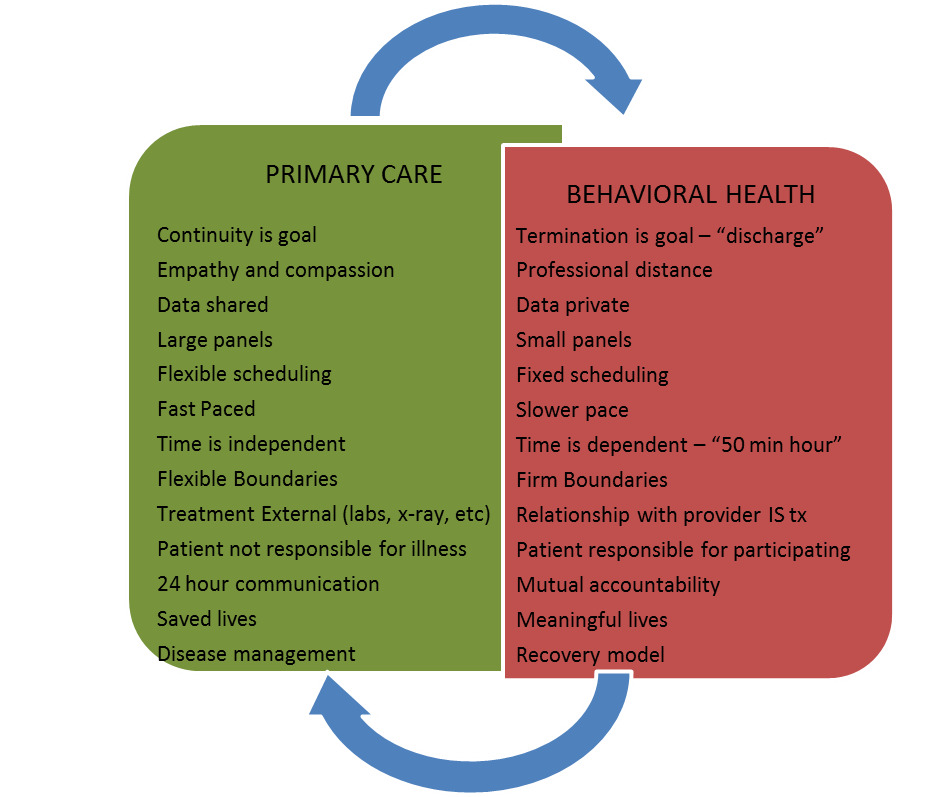 PRIMARY CARE
Continuity is goal
Empathy and compassion
Data shared
Large panels
Flexible scheduling
Fast Paced
Time is independent
Flexible Boundaries
Treatment External (labs, x-ray, etc)
Patient not responsible for illness
24 hour communication
Saved lives
Disease management
BEHAVIORAL HEALTH
Termination is goal – “discharge”
Professional distance
Data private
Small panels
Fixed scheduling
Slower pace
Time is dependent – “50 min hour”
Firm Boundaries
Relationship with provider IS tx
Patient responsible for participating
Mutual accountability
Meaningful lives
Recovery model